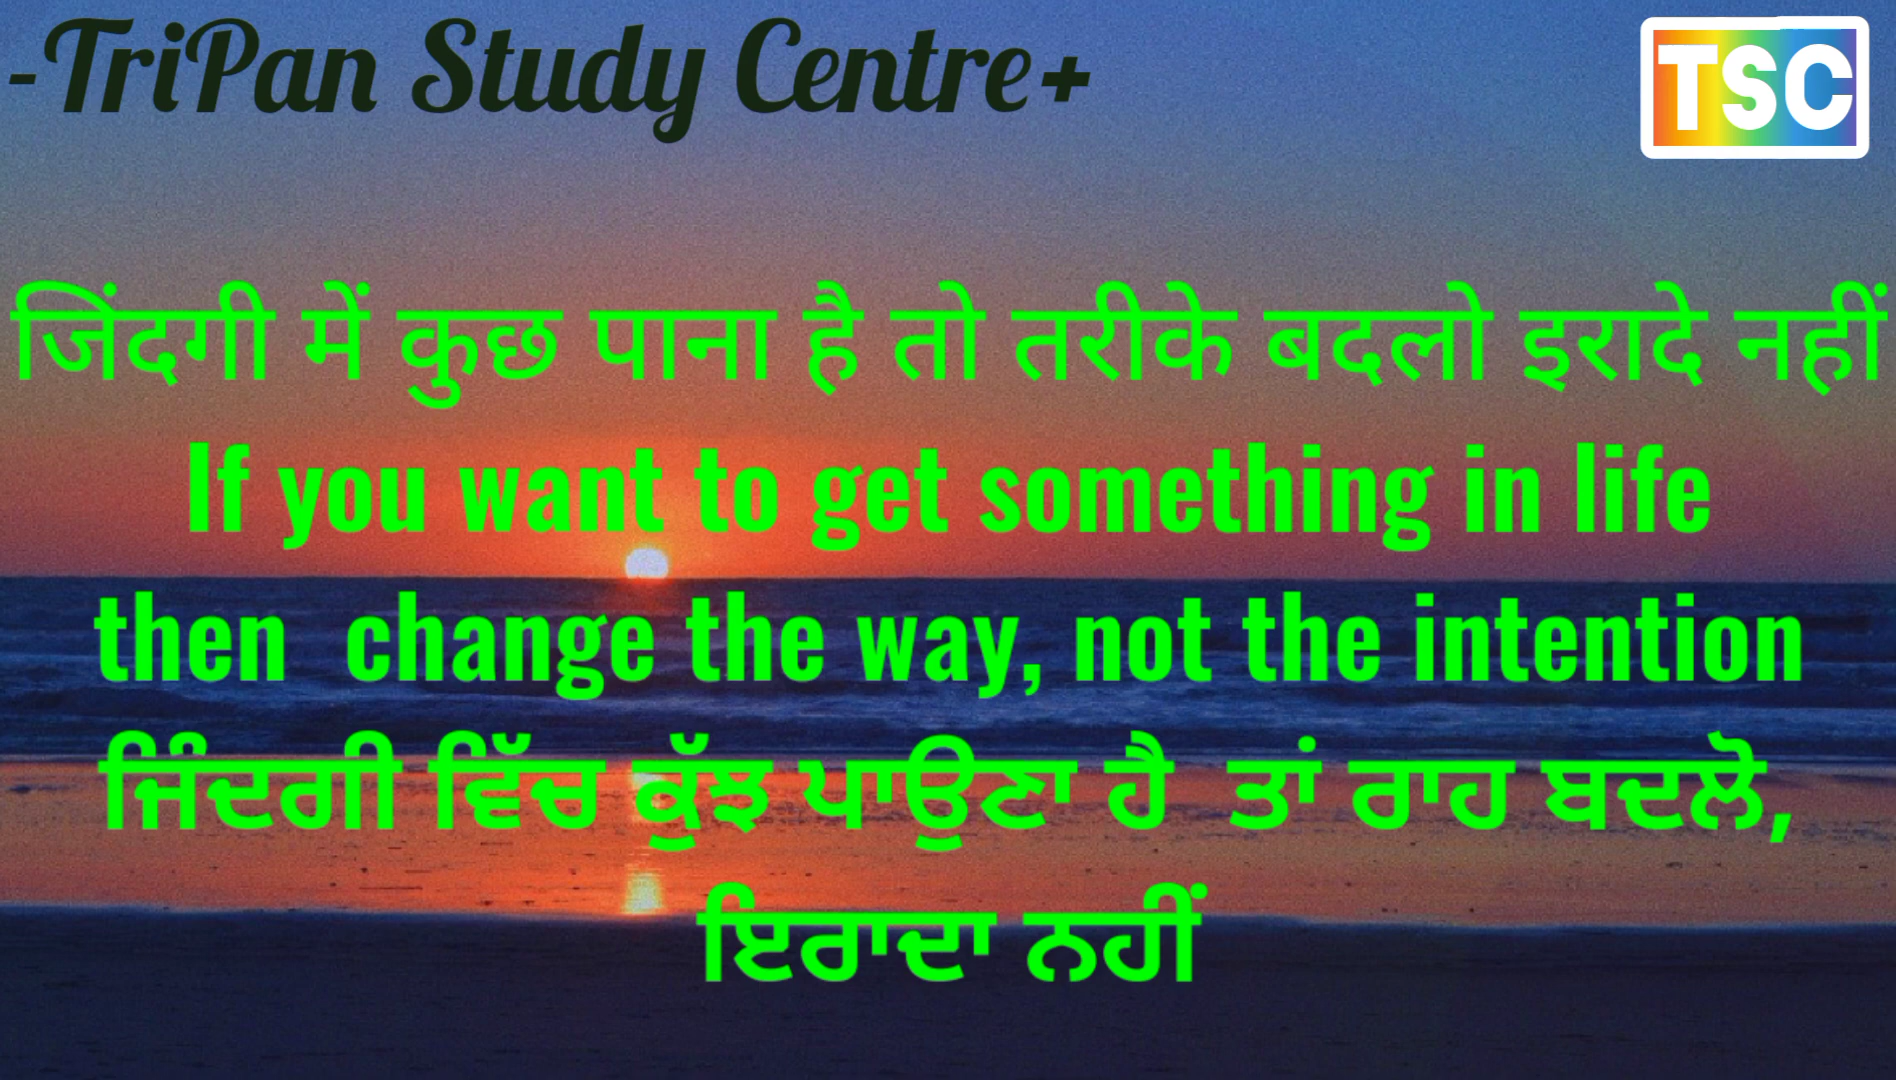 -TriPan Study Centre+
TSC
जिंदगी में कुछ पाना है तो तरीके बदलो इरादे नहीं
If you want to get something in life
then  change the way, not the intention
ਜਿੰਦਗੀ ਵਿੱਚ ਕੁੱਝ ਪਾਉਣਾ ਹੈ  ਤਾਂ ਰਾਹ ਬਦਲੋ,
ਇਰਾਦਾ ਨਹੀਂ